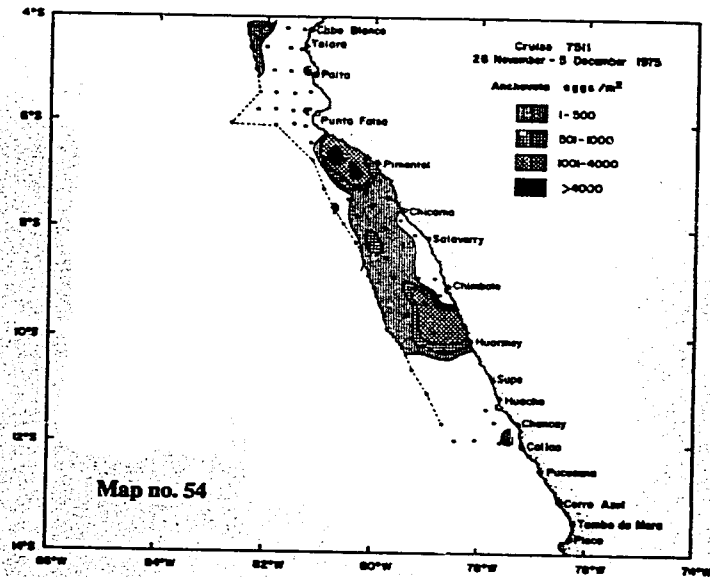 4°S
Cabo Blanco
Talara
Paita
Cruise 7511
26 November - 5 December 1975
Anchoveta eggs/m²
1-500
501-1000
1001-4000
>4000
6°S
Punta Falsa
Pimentel
8°S
Chicama
Salaverry
Chimbote
10°S
Huarmey
Supe
Huacho
Chancay
12°S
Callao
Pucusana
Map no. 54
Cerro Azul
Tambo de Mora
Pisco
14°S
86°W
84°W
82°W
80°W
78°W
76°W
74°W